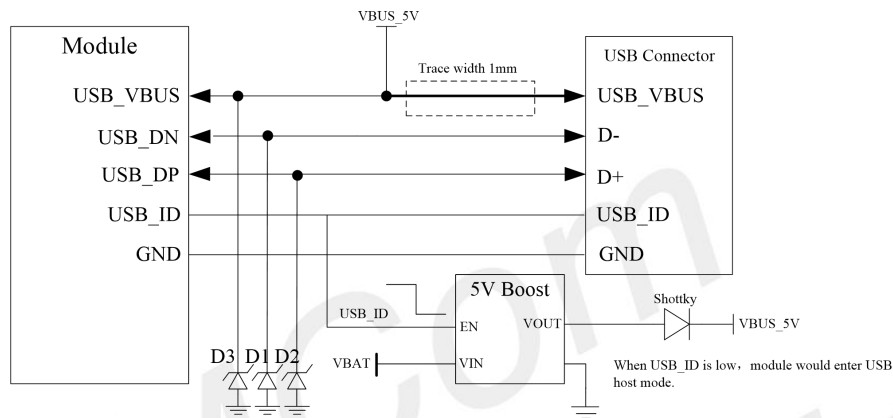 VBUS_5V
Module
USB Connector
Trace width 1mm
USB_VBUS
USB_VBUS
USB_DN
D-
USB_DP
D+
USB_ID
USB_ID
GND
GND
5V Boost
USB_ID
EN
VOUT
Shottky
VBUS_5V
D3 D1 D2
VBAT
VIN
When USB_ID is low，module would enter USB
host mode.